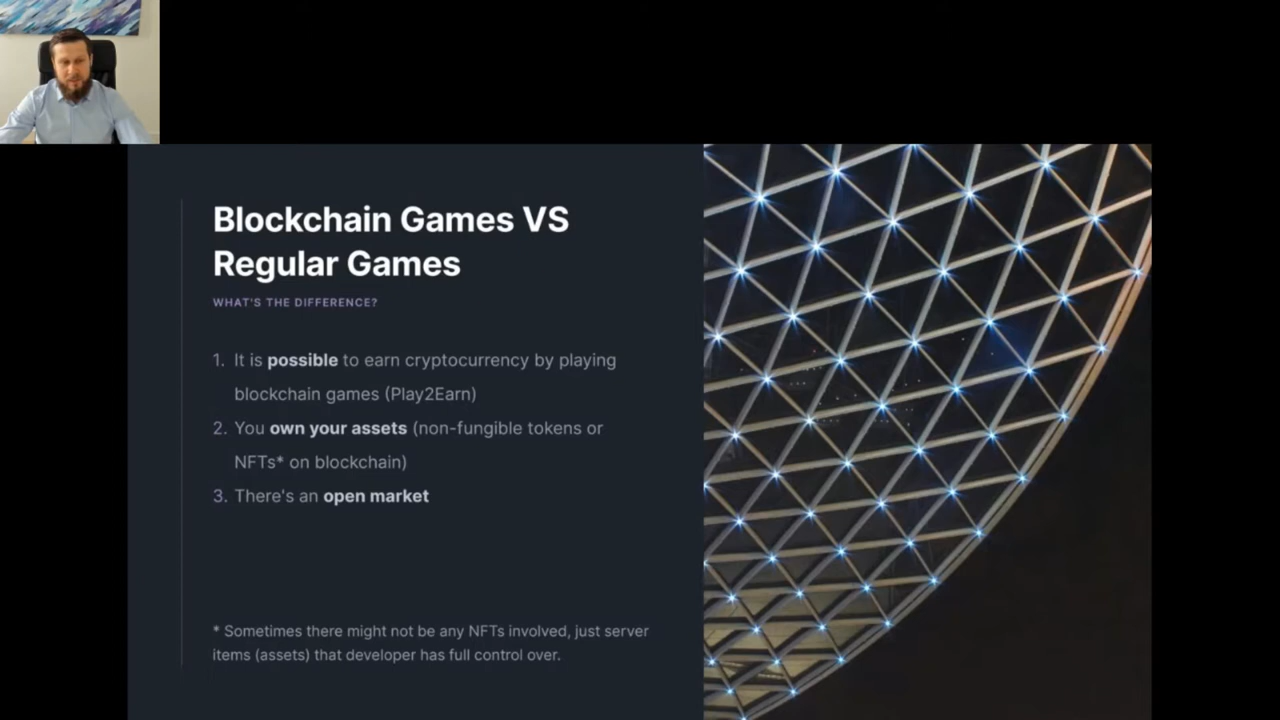 Blockchain Games VS
Regular Games
WHAT'S THE DIFFERENCE?
1. It is possible to earn cryptocurrency by playing
blockchain games (Play2Earn)
2. You own your assets (non-fungible tokens or
NFTs* on blockchain)
3. There's an open market
* Sometimes there might not be any NFTs involved, just server
items (assets) that developer has full control over.